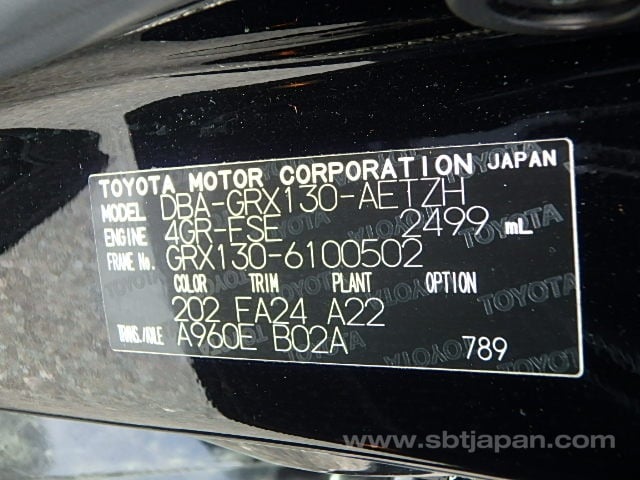 TOYOTA MOTOR CORPORATION JAPAN
MODEL DBA-GRX130-AETZH
ENGINE 4GR-FSE 2499 mL
FRAME No. GRX130-6100502
COLOR TRIM PLANT OPTION
202 FA24 A22
TRANS./AXLE A960E B02A
789
www.sbtjapan.com